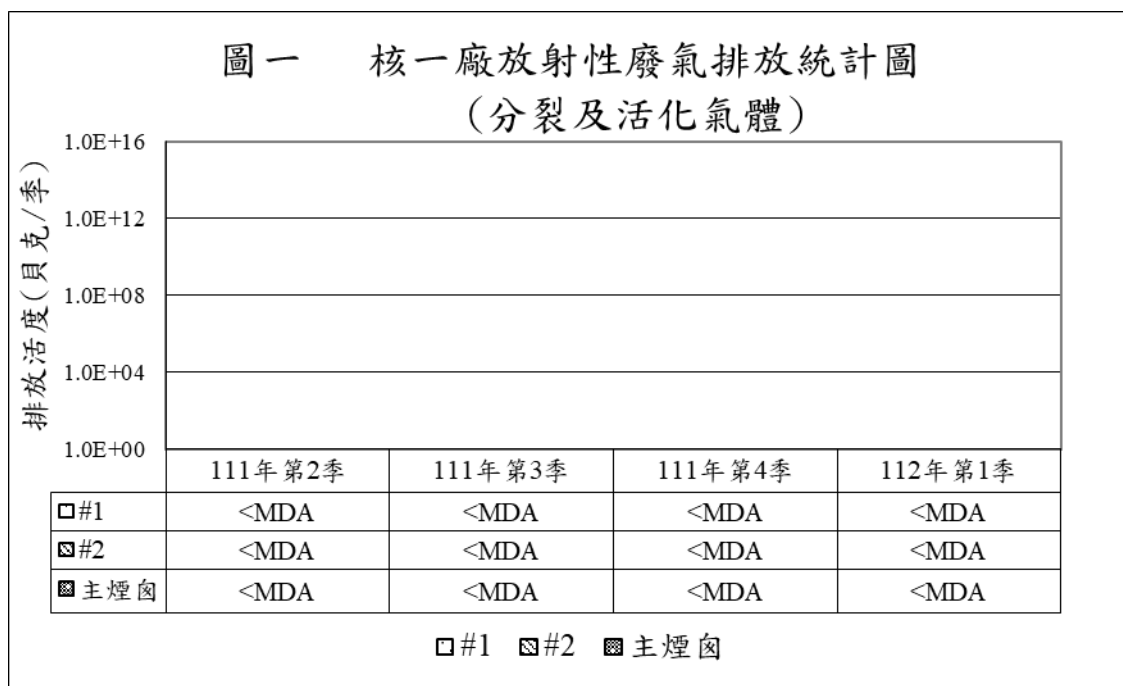 圖一 核一廠放射性廢氣排放統計圖
(分裂及活化氣體)
排放活度(貝克/季)
1.0E+16
1.0E+12
1.0E+08
1.0E+04
1.0E+00
111年第2季 111年第3季 111年第4季 112年第1季
#1 <MDA <MDA <MDA <MDA
#2 <MDA <MDA <MDA <MDA
主煙囪 <MDA <MDA <MDA <MDA
#1 #2 主煙囪